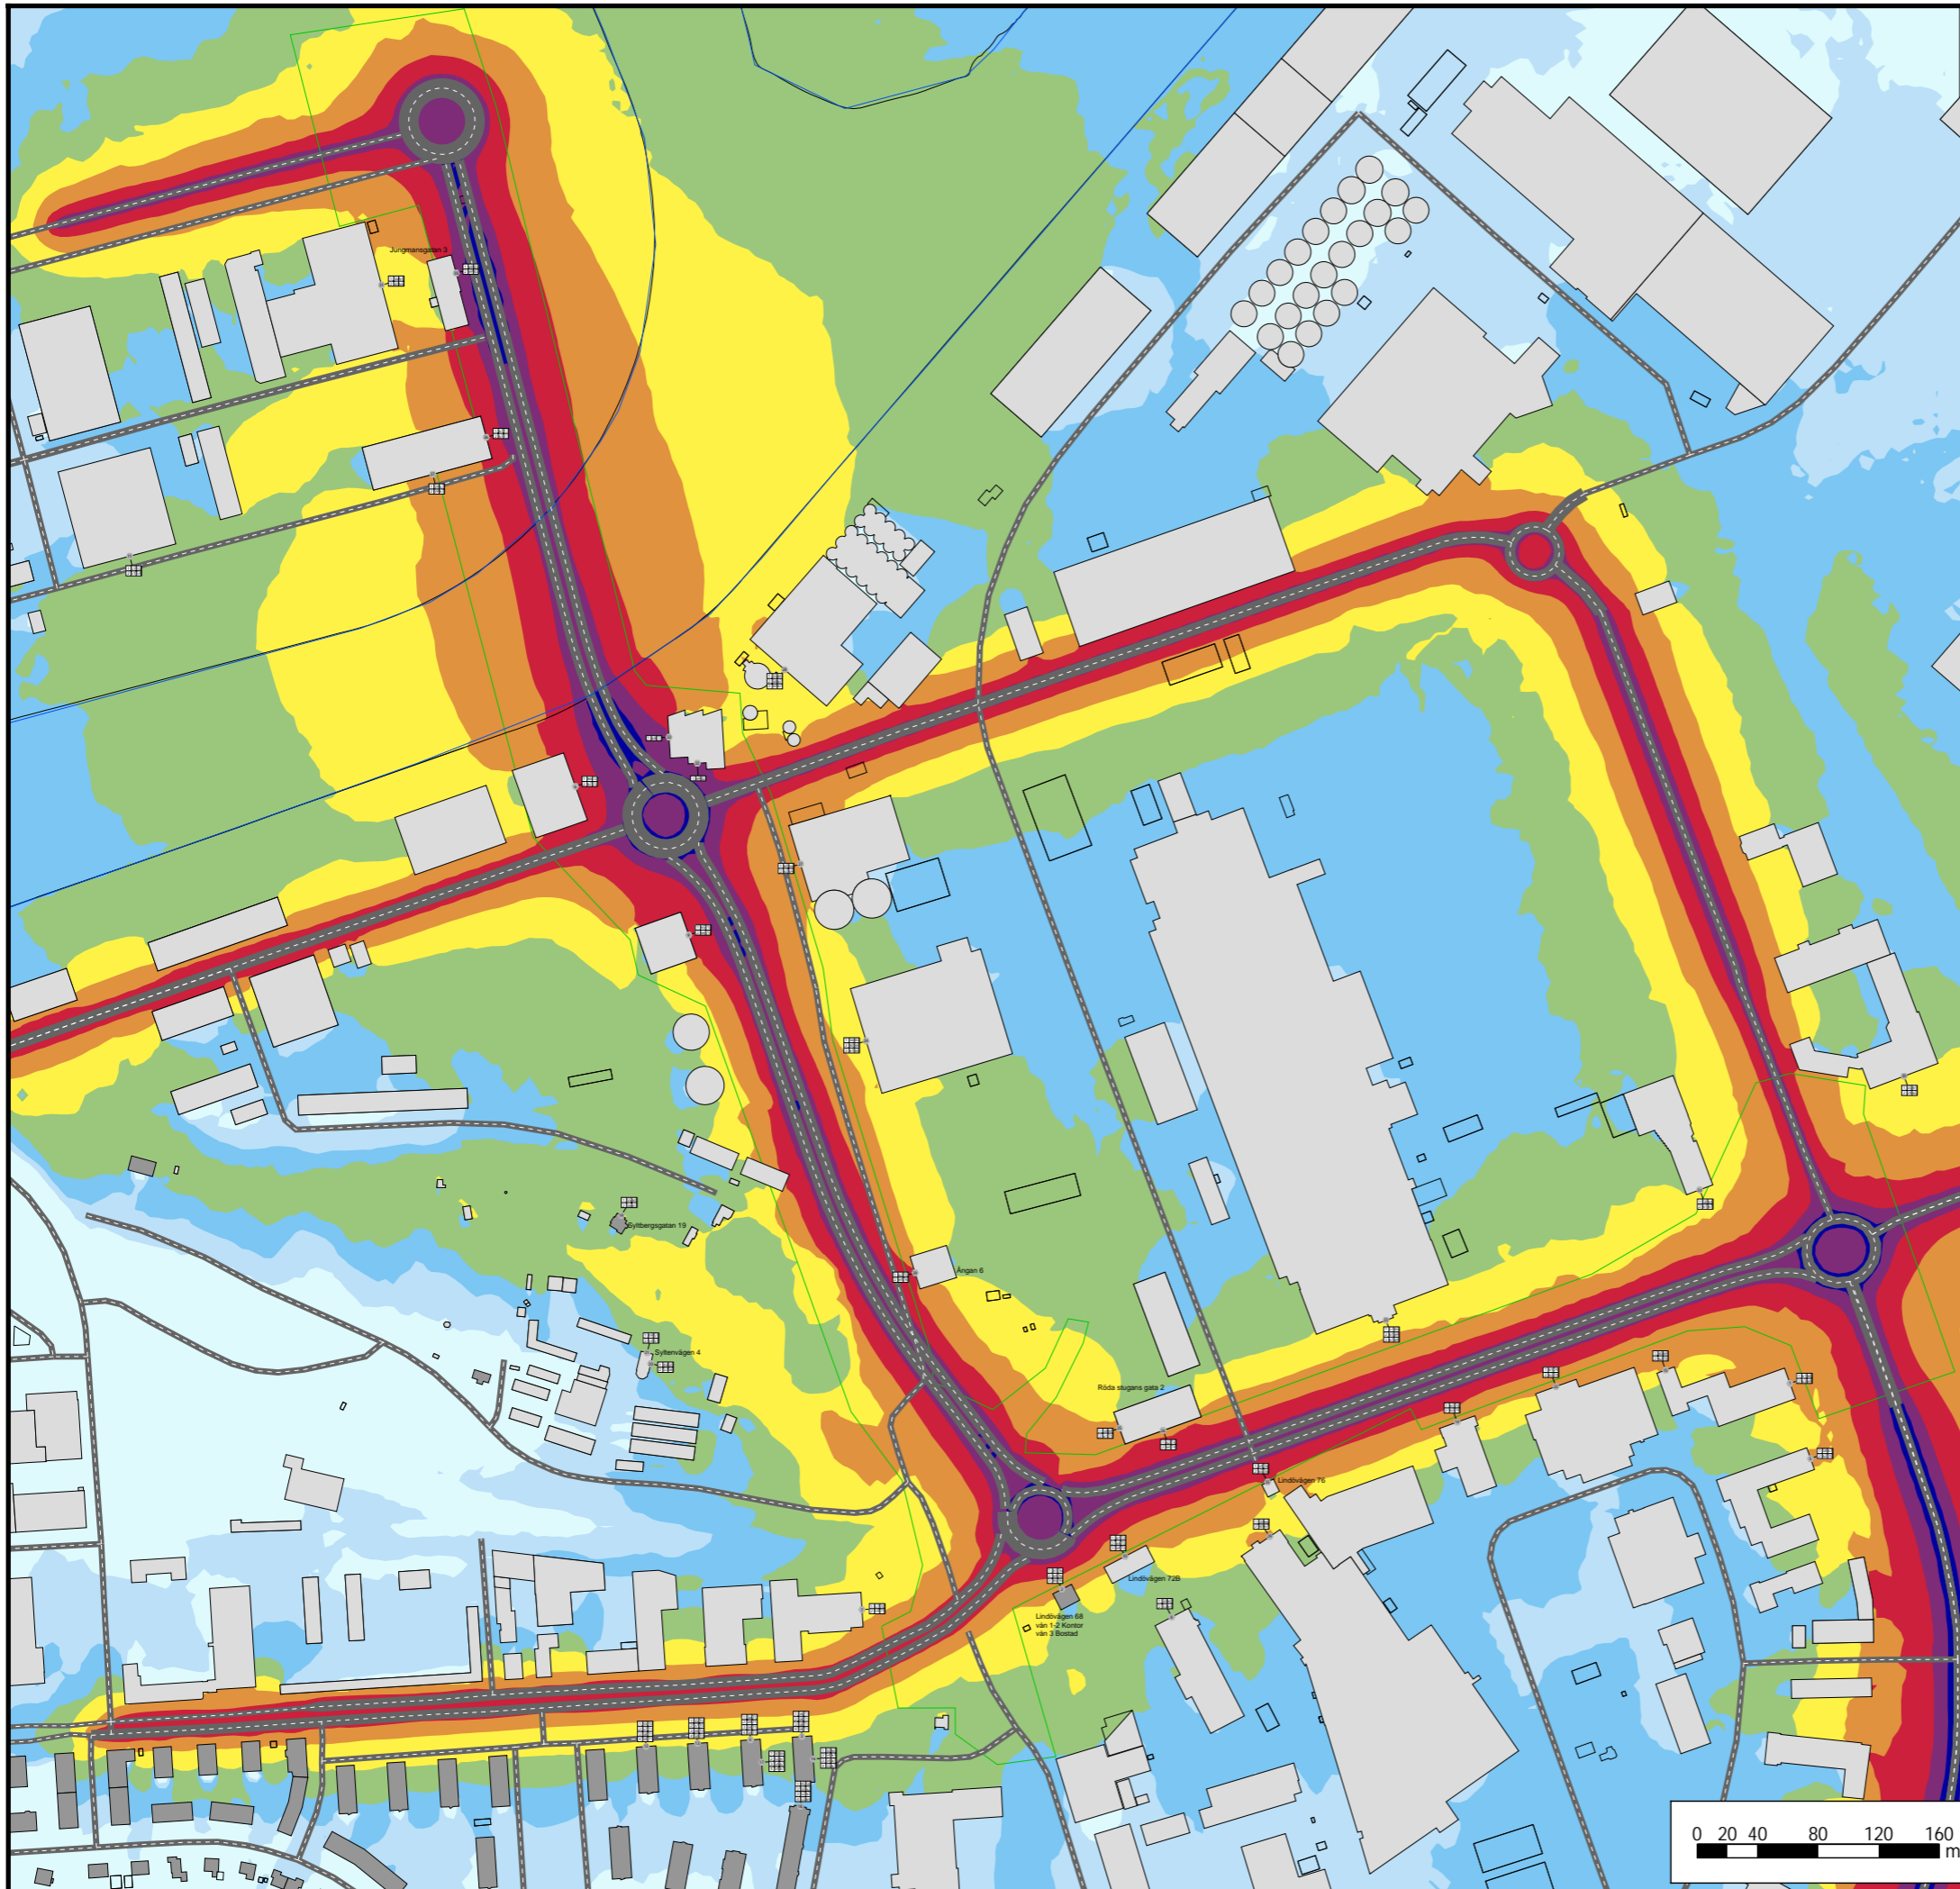 Jungmansgatan 3
Syltbergsgatan 19
Ängan 6
Syltenvägen 4
Röda stugans gata 2
Lindövägen 76
Lindövägen 72B
Lindövägen 68
vån 1-2 Kontor
vån 3 Bostad
0 20 40 80 120 160
m